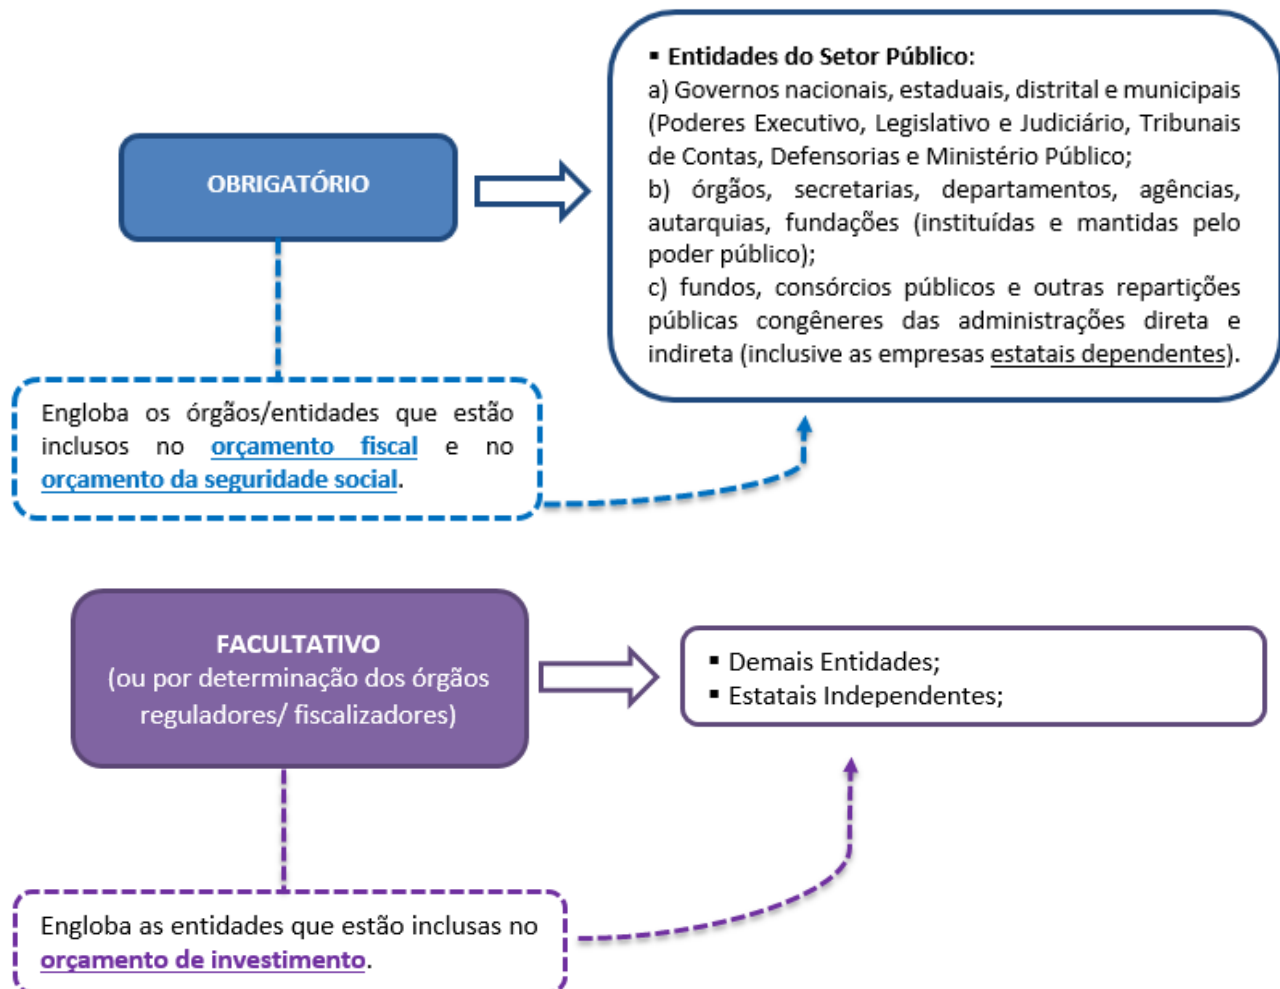 OBRIGATÓRIO
▪ Entidades do Setor Público:
a) Governos nacionais, estaduais, distrital e municipais
(Poderes Executivo, Legislativo e Judiciário, Tribunais
de Contas, Defensorias e Ministério Público;
b) órgãos, secretarias, departamentos, agências,
autarquias, fundações (instituídas e mantidas pelo
poder público);
c) fundos, consórcios públicos e outras repartições
públicas congêneres das administrações direta e
indireta (inclusive as empresas estatais dependentes).
Engloba os órgãos/entidades que estão
inclusos no orçamento fiscal e no
orçamento da seguridade social.
FACULTATIVO
(ou por determinação dos órgãos
reguladores/ fiscalizadores)
▪ Demais Entidades;
▪ Estatais Independentes;
Engloba as entidades que estão inclusas no
orçamento de investimento.